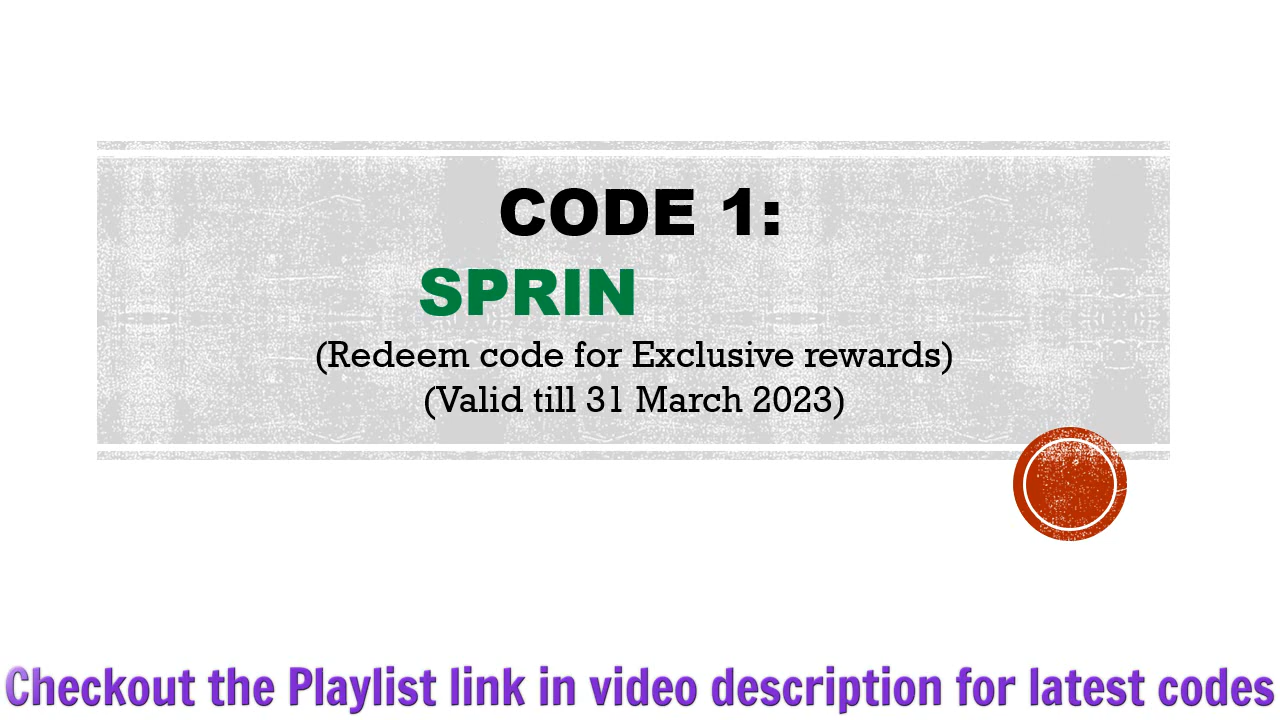 CODE 1:
SPRIN
(Redeem code for Exclusive rewards)
(Valid till 31 March 2023)
Checkout the Playlist link in video description for latest codes